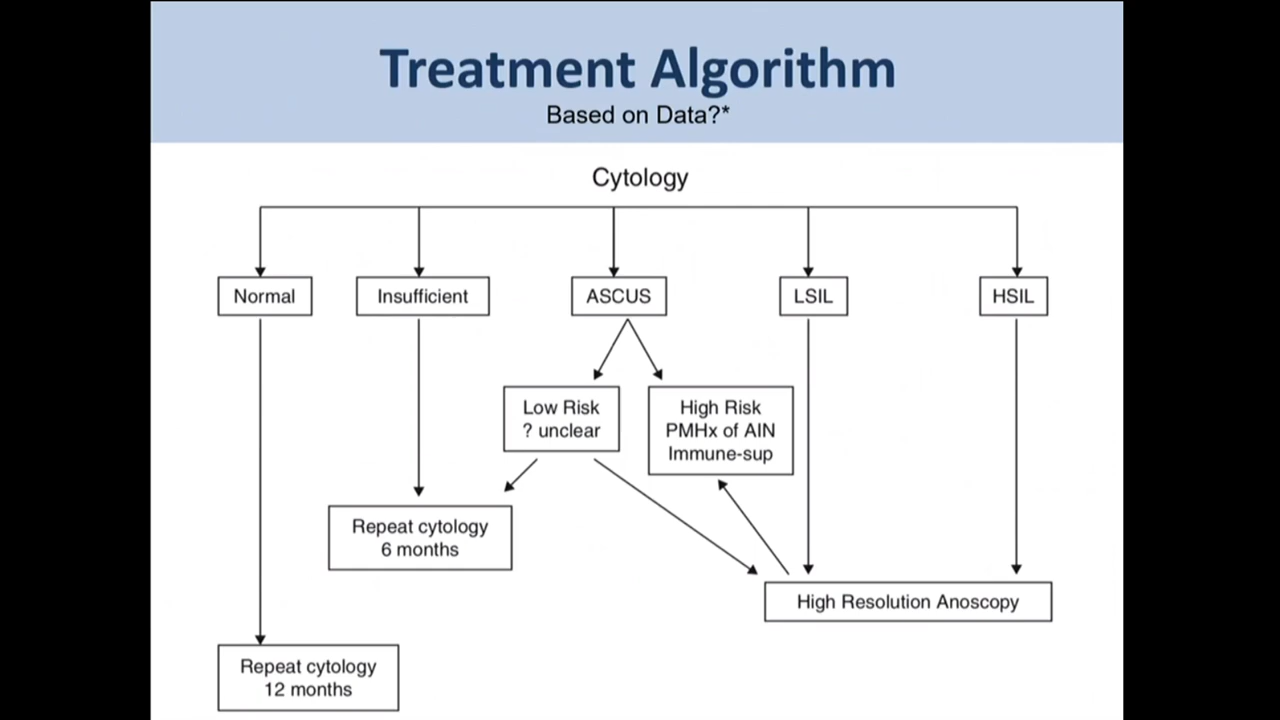 Treatment Algorithm
Based on Data?*
Cytology
Normal
Insufficient
ASCUS
LSIL
HSIL
Low Risk
? unclear
High Risk
PMHx of AIN
Immune-sup
Repeat cytology
6 months
High Resolution Anoscopy
Repeat cytology
12 months